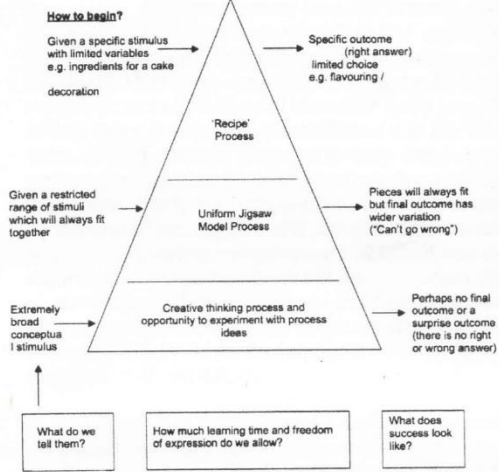 How to begin?
Given a specific stimulus
with limited variables
e.g. ingredients for a cake
decoration
Specific outcome
(right answer)
limited choice
e.g. flavouring /
'Recipe'
Process
Given a restricted
range of stimuli
which will always fit
together
Uniform Jigsaw
Model Process
Pieces will always fit
but final outcome has
wider variation
("Can't go wrong")
Extremely
broad
conceptua
l stimulus
Creative thinking process and
opportunity to experiment with process
ideas
Perhaps no final
outcome or a
surprise outcome
(there is no right
or wrong answer)
What do we
tell them?
How much learning time and freedom
of expression do we allow?
What does
success look
like?